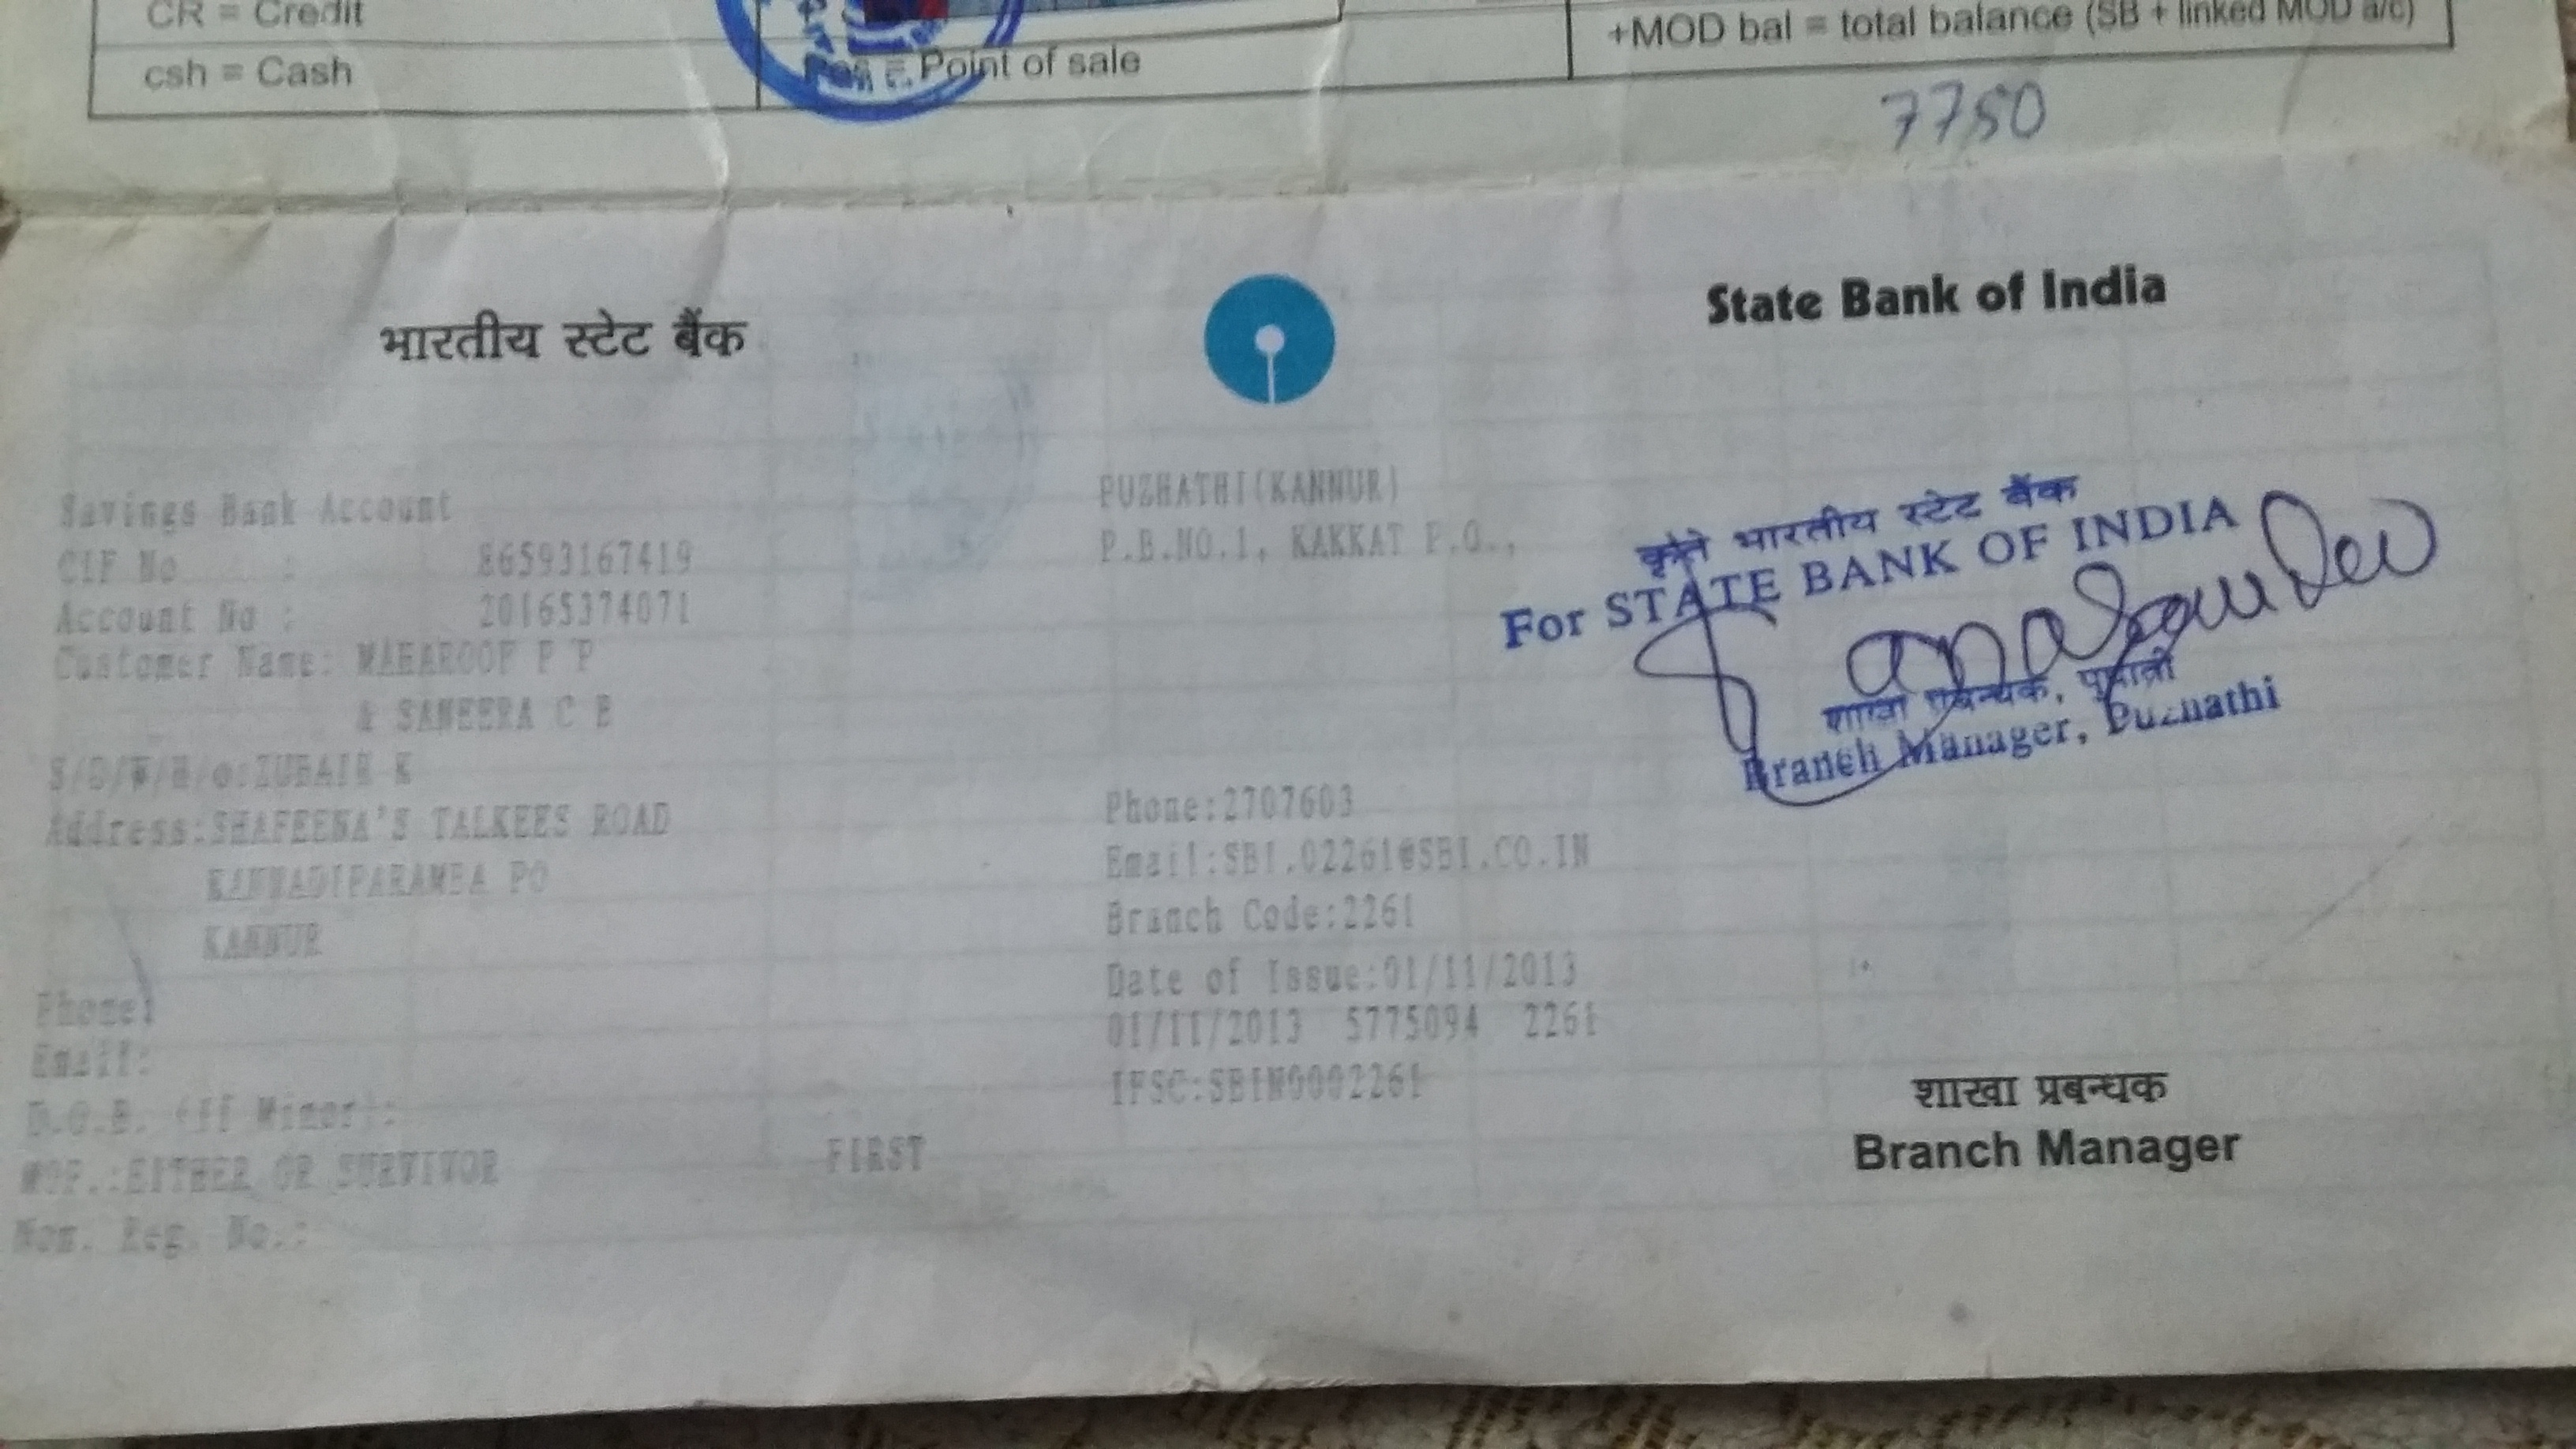 CR = Credit
csh = Cash
Pos = Point of sale
+MOD bal = total balance (SB + linked MOD a/c)
7750
भारतीय स्टेट बैंक
State Bank of India
Savings Bank Account
CIF No : 86593167419
Account No : 20165374071
Customer Name: MAHAROOF P P
& SAMEERA C B
S/D/W/H/o:ZUBAIR K
Address:SHAFEENA'S TALKEES ROAD
KANNADIPARAMBA PO
KANNUR
Phone:
Email:
D.O.B. (If Minor):
MOP.:EITHER OR SURVIVOR FIRST
Nom. Reg. No.:
PUZHATHI(KANNUR)
P.B.NO.1, KAKKAT P.O.,
Phone:2707603
Email:SBI.02261@SBI.CO.IN
Branch Code:2261
Date of Issue:01/11/2013
01/11/2013 5775094 2261
IFSC:SBIN0002261
कृते भारतीय स्टेट बैंक
For STATE BANK OF INDIA
शाखा प्रबन्धक,
Branch Manager, Puzhathi
शाखा प्रबन्धक
Branch Manager